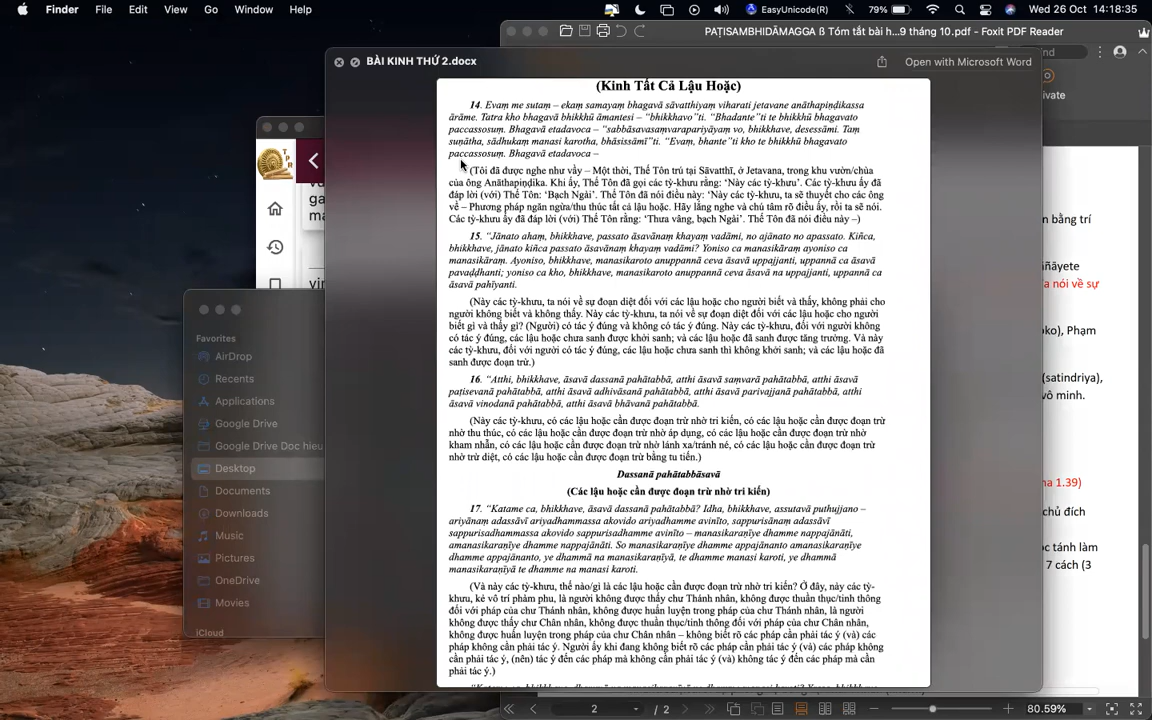 Finder File Edit View Go Window Help EasyUnicode(R) 79% Wed 26 Oct 14:18:35
PAṬISAMBHIDĀMAGGA ß Tóm tắt bài h...9 tháng 10.pdf - Foxit PDF Reader
BÀI KINH THỨ 2.docx
Open with Microsoft Word
(Kinh Tất Cả Lậu Hoặc)
14. Evaṃ me sutaṃ – ekaṃ samayaṃ bhagavā sāvatthiyaṃ viharati jetavane anāthapiṇḍikassa
ārāme. Tatra kho bhagavā bhikkhū āmantesi – “bhikkhavo”ti. “Bhadante”ti te bhikkhū bhagavato
paccassosuṃ. Bhagavā etadavoca – “sabbāsavasaṃvarapariyāyaṃ vo, bhikkhave, desessāmi. Taṃ
suṇātha, sādhukaṃ manasi karotha, bhāsissāmī”ti. “Evaṃ, bhante”ti kho te bhikkhū bhagavato
paccassosuṃ. Bhagavā etadavoca –
(Tôi đã được nghe như vầy – Một thời, Thế Tôn trú tại Sāvatthī, ở Jetavana, trong khu vườn/chùa
của ông Anāthapiṇḍika. Khi ấy, Thế Tôn đã gọi các tỳ-khưu rằng: ‘Này các tỳ-khưu’. Các tỳ-khưu ấy đã
đáp lời (với) Thế Tôn: ‘Bạch Ngài’. Thế Tôn đã nói điều này: ‘Này các tỳ-khưu, ta sẽ thuyết cho các ông
về – Phương pháp ngăn ngừa/thu thúc tất cả lậu hoặc. Hãy lắng nghe và chú tâm rõ điều ấy, rồi ta sẽ nói.
Các tỳ-khưu ấy đã đáp lời (với) Thế Tôn rằng: ‘Thưa vâng, bạch Ngài’. Thế Tôn đã nói điều này –)
15. “Jānato ahaṃ, bhikkhave, passato āsavānaṃ khayaṃ vadāmi, no ajānato no apassato. Kiñca,
bhikkhave, jānato kiñca passato āsavānaṃ khayaṃ vadāmi? Yoniso ca manasikāraṃ ayoniso ca
manasikāraṃ. Ayoniso, bhikkhave, manasikaroto anuppannā ceva āsavā uppajjanti, uppannā ca āsavā
pavaḍḍhanti; yoniso ca kho, bhikkhave, manasikaroto anuppannā ceva āsavā na uppajjanti, uppannā ca
āsavā pahīyanti.
(Này các tỳ-khưu, ta nói về sự đoạn diệt đối với các lậu hoặc cho người biết và thấy, không phải cho
người không biết và không thấy. Này các tỳ-khưu, ta nói về sự đoạn diệt đối với các lậu hoặc cho người
biết gì và thấy gì? (Người) có tác ý đúng và không có tác ý đúng. Này các tỳ-khưu, đối với người không
có tác ý đúng, các lậu hoặc chưa sanh được khởi sanh; và các lậu hoặc đã sanh được tăng trưởng. Và này
các tỳ-khưu, đối với người có tác ý đúng, các lậu hoặc chưa sanh thì không khởi sanh; và các lậu hoặc đã
sanh được đoạn trừ.)
16. “Atthi, bhikkhave, āsavā dassanā pahātabbā, atthi āsavā saṃvarā pahātabbā, atthi āsavā
paṭisevanā pahātabbā, atthi āsavā adhivāsanā pahātabbā, atthi āsavā parivajjanā pahātabbā, atthi
āsavā vinodanā pahātabbā, atthi āsavā bhāvanā pahātabbā.
(Này các tỳ-khưu, có các lậu hoặc cần được đoạn trừ nhờ tri kiến, có các lậu hoặc cần được đoạn trừ
nhờ thu thúc, có các lậu hoặc cần được đoạn trừ nhờ áp dụng, có các lậu hoặc cần được đoạn trừ nhờ
kham nhẫn, có các lậu hoặc cần được đoạn trừ nhờ lánh xa/tránh né, có các lậu hoặc cần được đoạn trừ
nhờ trừ diệt, có các lậu hoặc cần được đoạn trừ bằng tu tiến.)
Dassanā pahātabbāsavā
(Các lậu hoặc cần được đoạn trừ nhờ tri kiến)
17. “Katame ca, bhikkhave, āsavā dassanā pahātabbā? Idha, bhikkhave, assutavā puthujjano –
ariyānaṃ adassāvī ariyadhammassa akovido ariyadhamme avinīto, sappurisānaṃ adassāvī
sappurisadhammassa akovido sappurisadhamme avinīto – manasikaraṇīye dhamme nappajānāti,
amanasikaraṇīye dhamme nappajānāti. So manasikaraṇīye dhamme appajānanto amanasikaraṇīye
dhamme appajānanto, ye dhammā na manasikaraṇīyā, te dhamme manasi karoti, ye dhammā
manasikaraṇīyā te dhamme na manasi karoti.
(Và này các tỳ-khưu, thế nào/gì là các lậu hoặc cần được đoạn trừ nhờ tri kiến? Ở đây, này các tỳ-
khưu, kẻ vô trí phàm phu, là người không được thấy chư Thánh nhân, không được thuần thục/tinh thông
đối với pháp của chư Thánh nhân, không được huấn luyện trong pháp của chư Thánh nhân, là người
không được thấy chư Chân nhân, không được thuần thục/tinh thông đối với pháp của chư Chân nhân,
không được huấn luyện trong pháp của chư Chân nhân – không biết rõ các pháp cần phải tác ý (và) các
pháp không cần phải tác ý. Người ấy khi đang không biết rõ các pháp cần phải tác ý (và) các pháp không
cần phải tác ý, (nên) tác ý đến các pháp mà không cần phải tác ý (và) không tác ý đến các pháp mà cần
phải tác ý.)
Favorites
AirDrop
Recents
Applications
Google Drive
Google Drive Doc hieu
Desktop
Documents
Downloads
Music
Pictures
OneDrive
Movies
iCloud
ind
ivate
n bằng trí
ñāyete
a nói về sự
oko), Phạm
(satindriya),
vô minh.
na 1.39)
chủ đích
ọc tánh làm
7 cách (3
2 / 2 80.59%